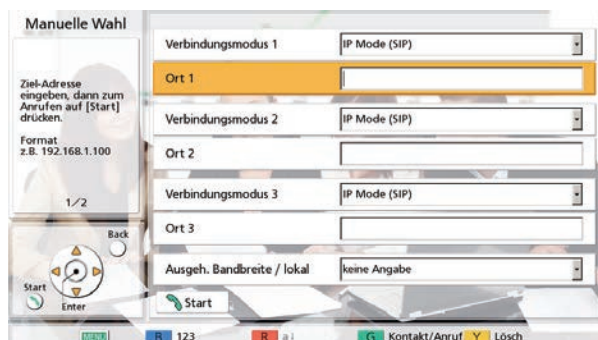 Manuelle Wahl
Ziel-Adresse
eingeben, dann zum
Anrufen auf [Start]
drücken.
Format
z.B. 192.168.1.100
1/2
Back
Start
Enter
Verbindungsmodus 1 IP Mode (SIP)
Ort 1
Verbindungsmodus 2 IP Mode (SIP)
Ort 2
Verbindungsmodus 3 IP Mode (SIP)
Ort 3
Ausgeh. Bandbreite / lokal keine Angabe
Start
MENU B 123 R G Kontakt/Anruf Y Lösch